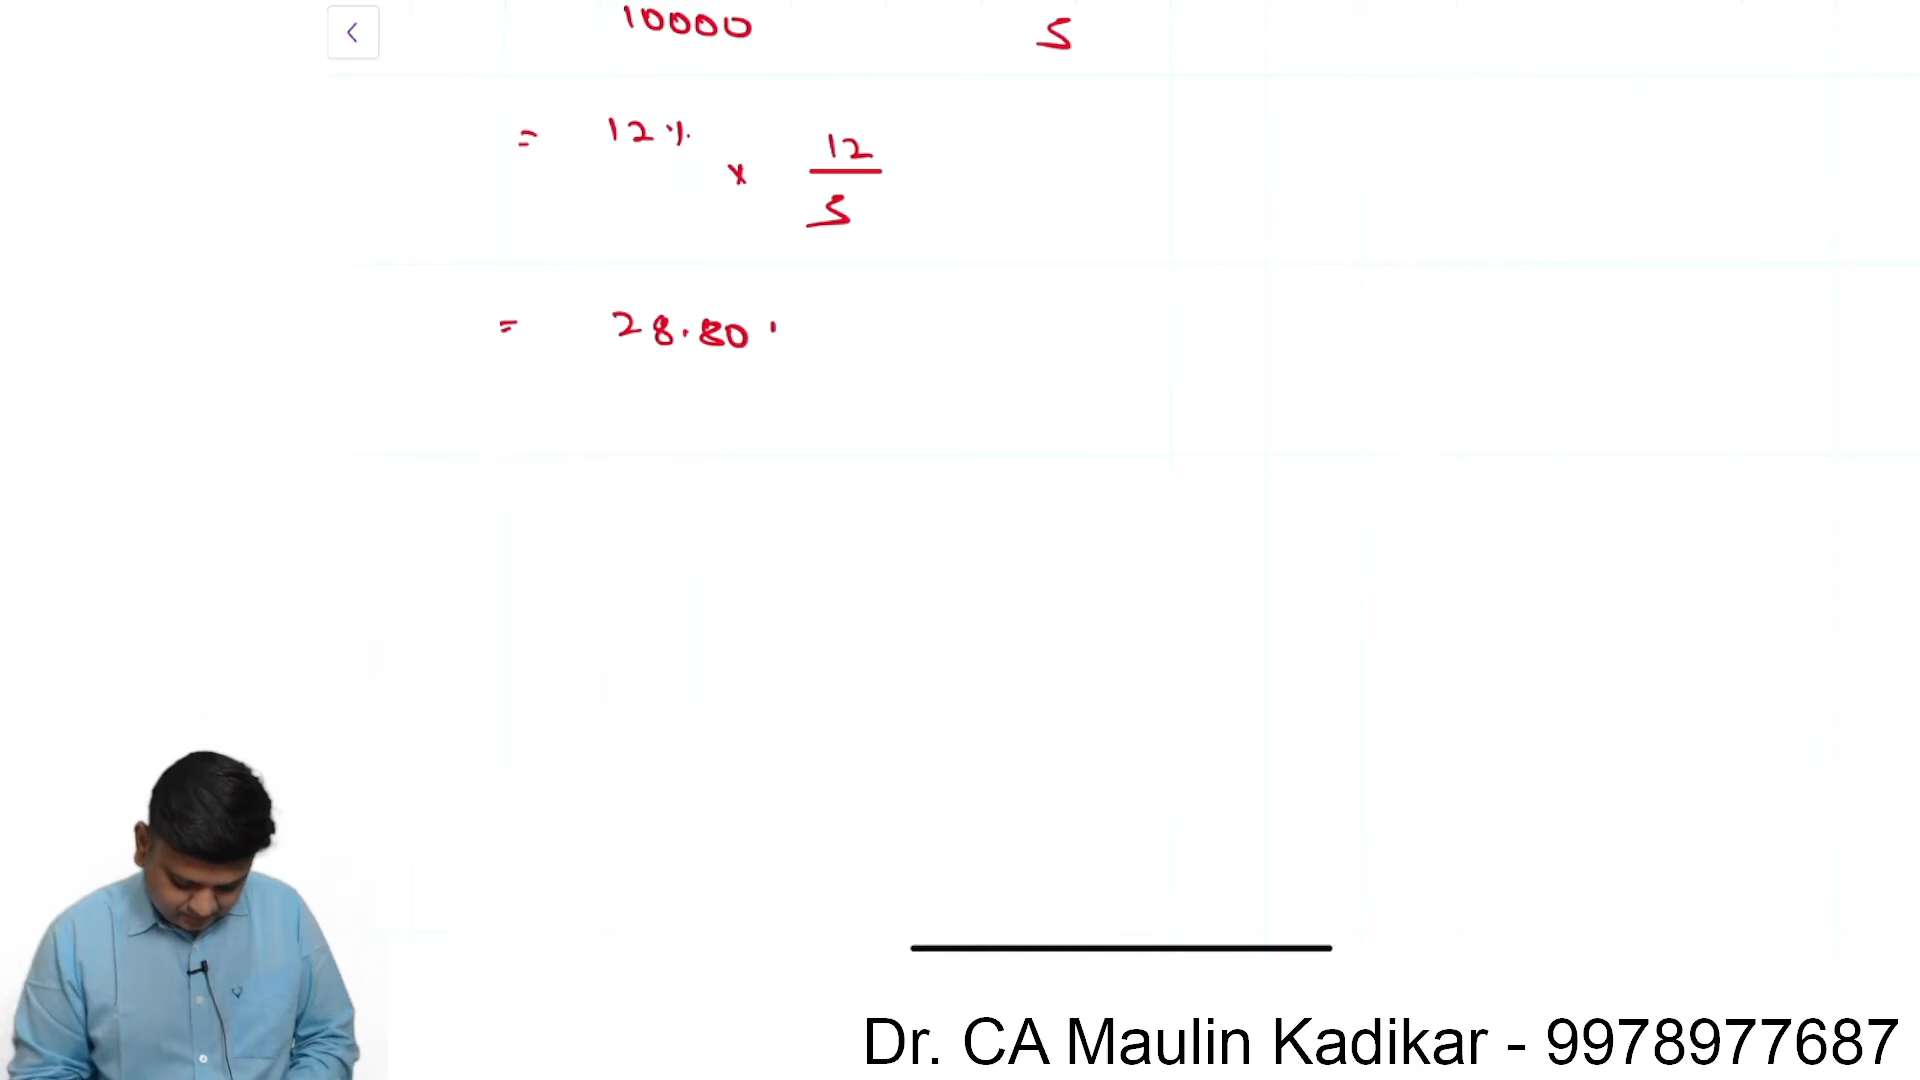 10000 5
= 12% × 12
5
= 28.80
Dr. CA Maulin Kadikar - 9978977687